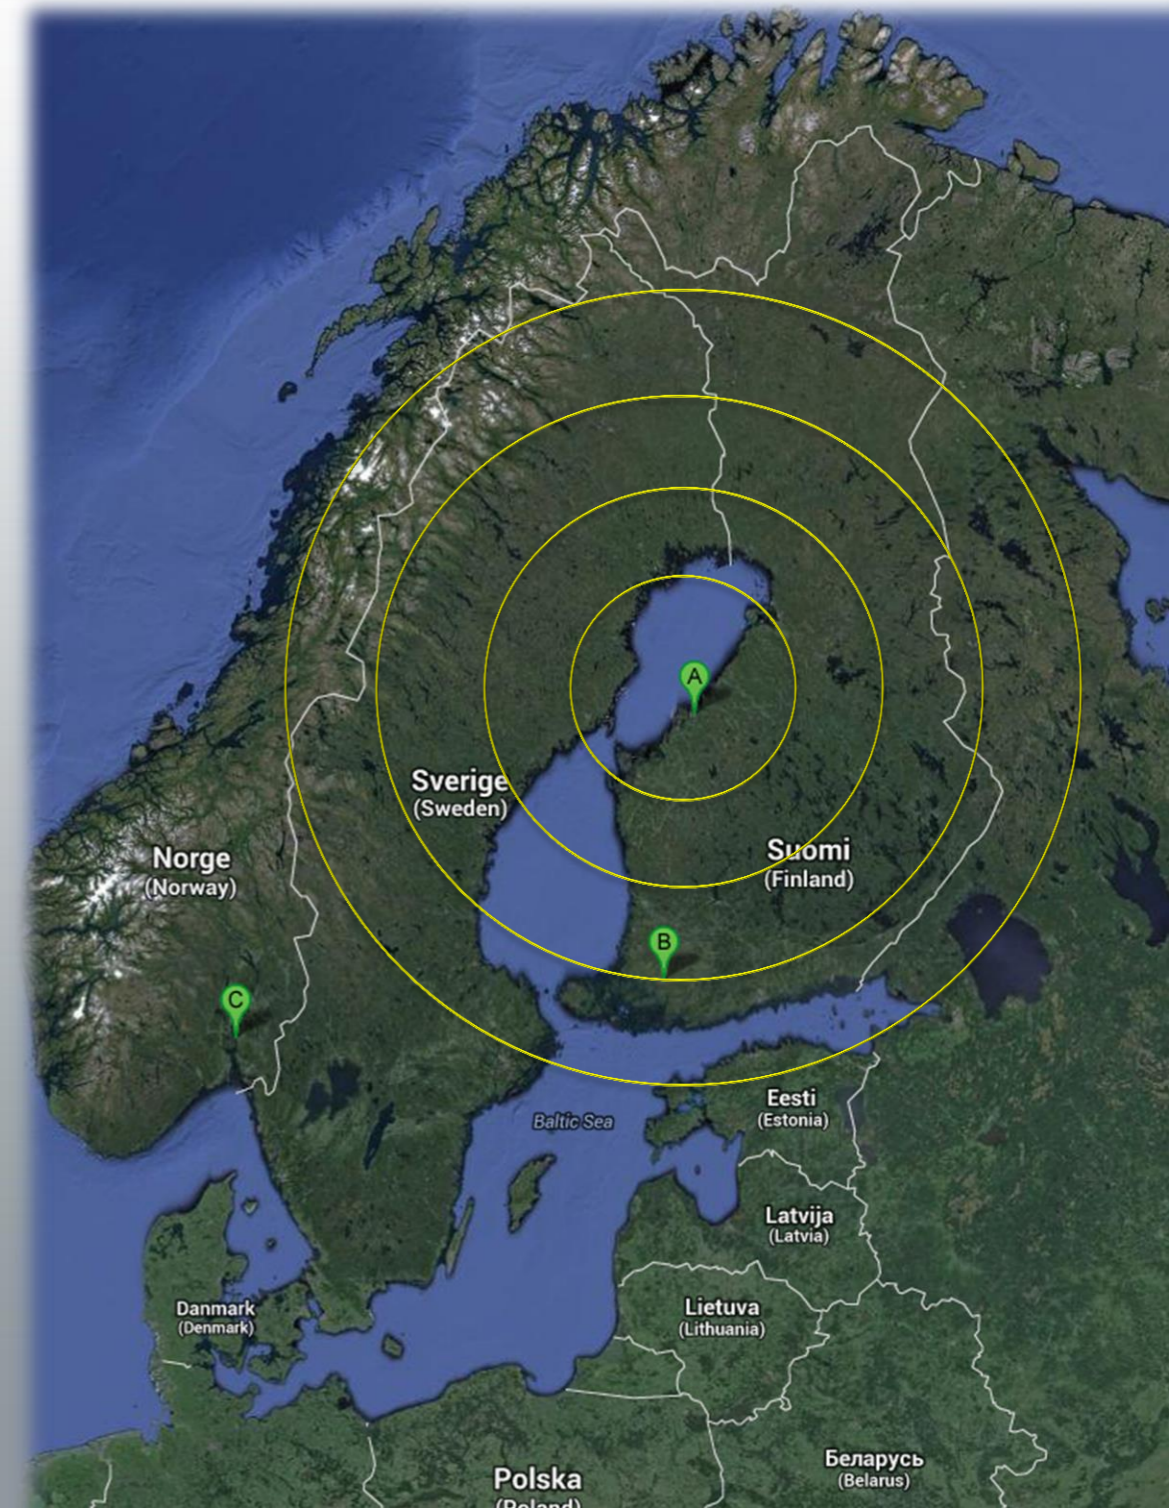 A
Sverige
(Sweden)
Norge
(Norway)
Suomi
(Finland)
B
C
Baltic Sea
Eesti
(Estonia)
Latvija
(Latvia)
Danmark
(Denmark)
Lietuva
(Lithuania)
Беларусь
(Belarus)
Polska
(Poland)